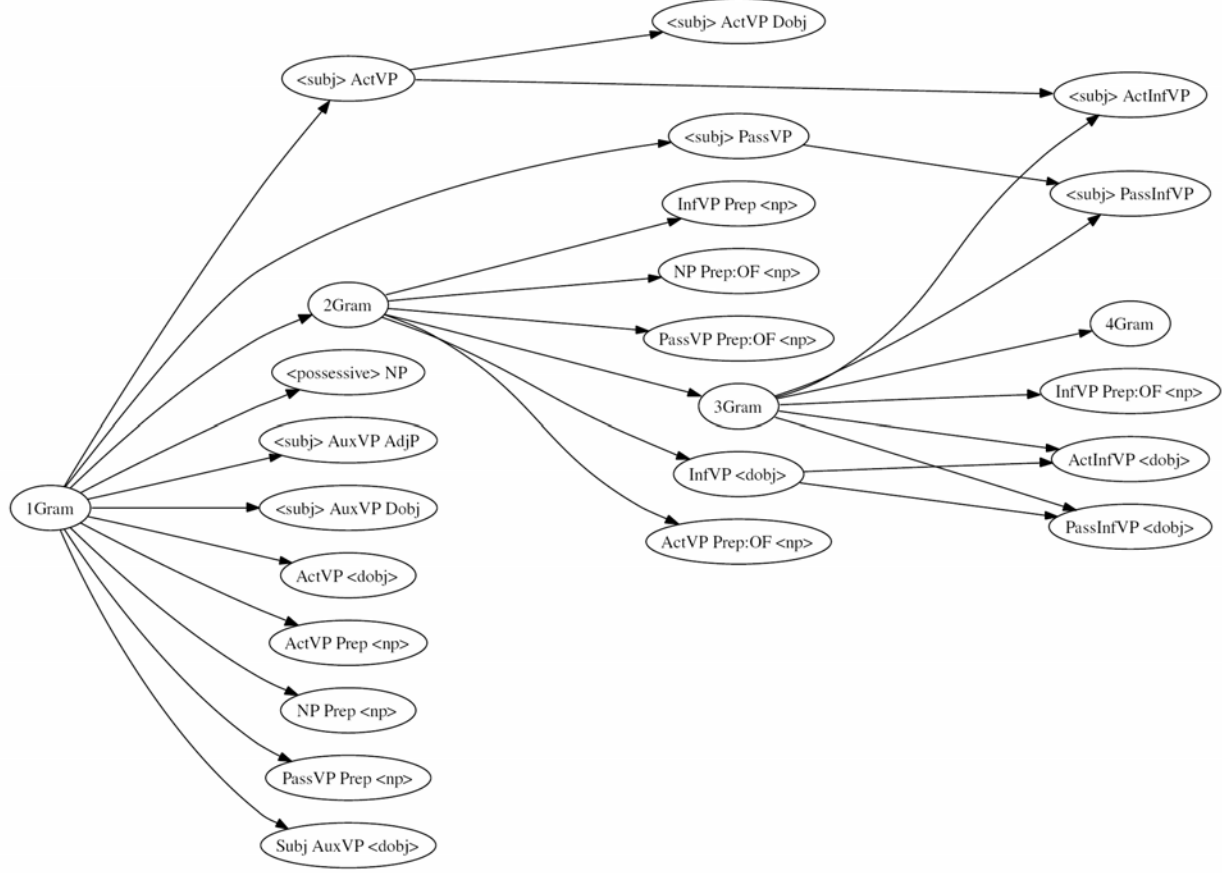 <subj> ActVP Dobj
<subj> ActVP
<subj> ActInfVP
<subj> PassVP
<subj> PassInfVP
InfVP Prep <np>
NP Prep:OF <np>
2Gram
4Gram
PassVP Prep:OF <np>
<possessive> NP
InfVP Prep:OF <np>
3Gram
<subj> AuxVP AdjP
ActInfVP <dobj>
InfVP <dobj>
1Gram
<subj> AuxVP Dobj
PassInfVP <dobj>
ActVP Prep:OF <np>
ActVP <dobj>
ActVP Prep <np>
NP Prep <np>
PassVP Prep <np>
Subj AuxVP <dobj>